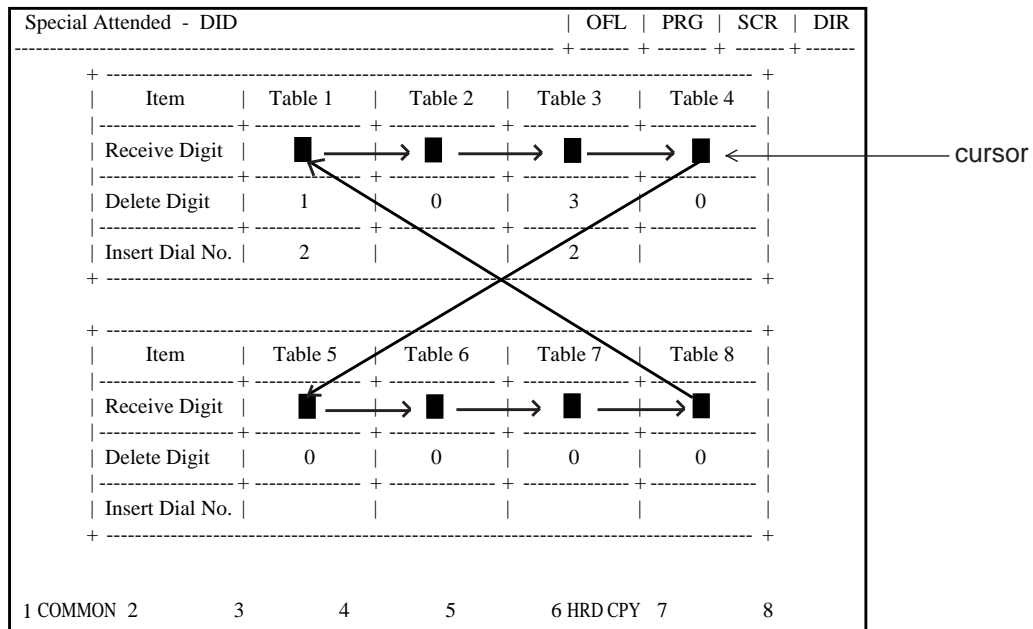 Special Attended - DID | OFL | PRG | SCR | DIR
Item | Table 1 | Table 2 | Table 3 | Table 4 |
Receive Digit
cursor
Delete Digit | 1 | 0 | 3 | 0 |
Insert Dial No. | 2 | | 2 | |
Item | Table 5 | Table 6 | Table 7 | Table 8 |
Receive Digit
Delete Digit | 0 | 0 | 0 | 0 |
Insert Dial No. | | | | |
1 COMMON 2 3 4 5 6 HRD CPY 7 8